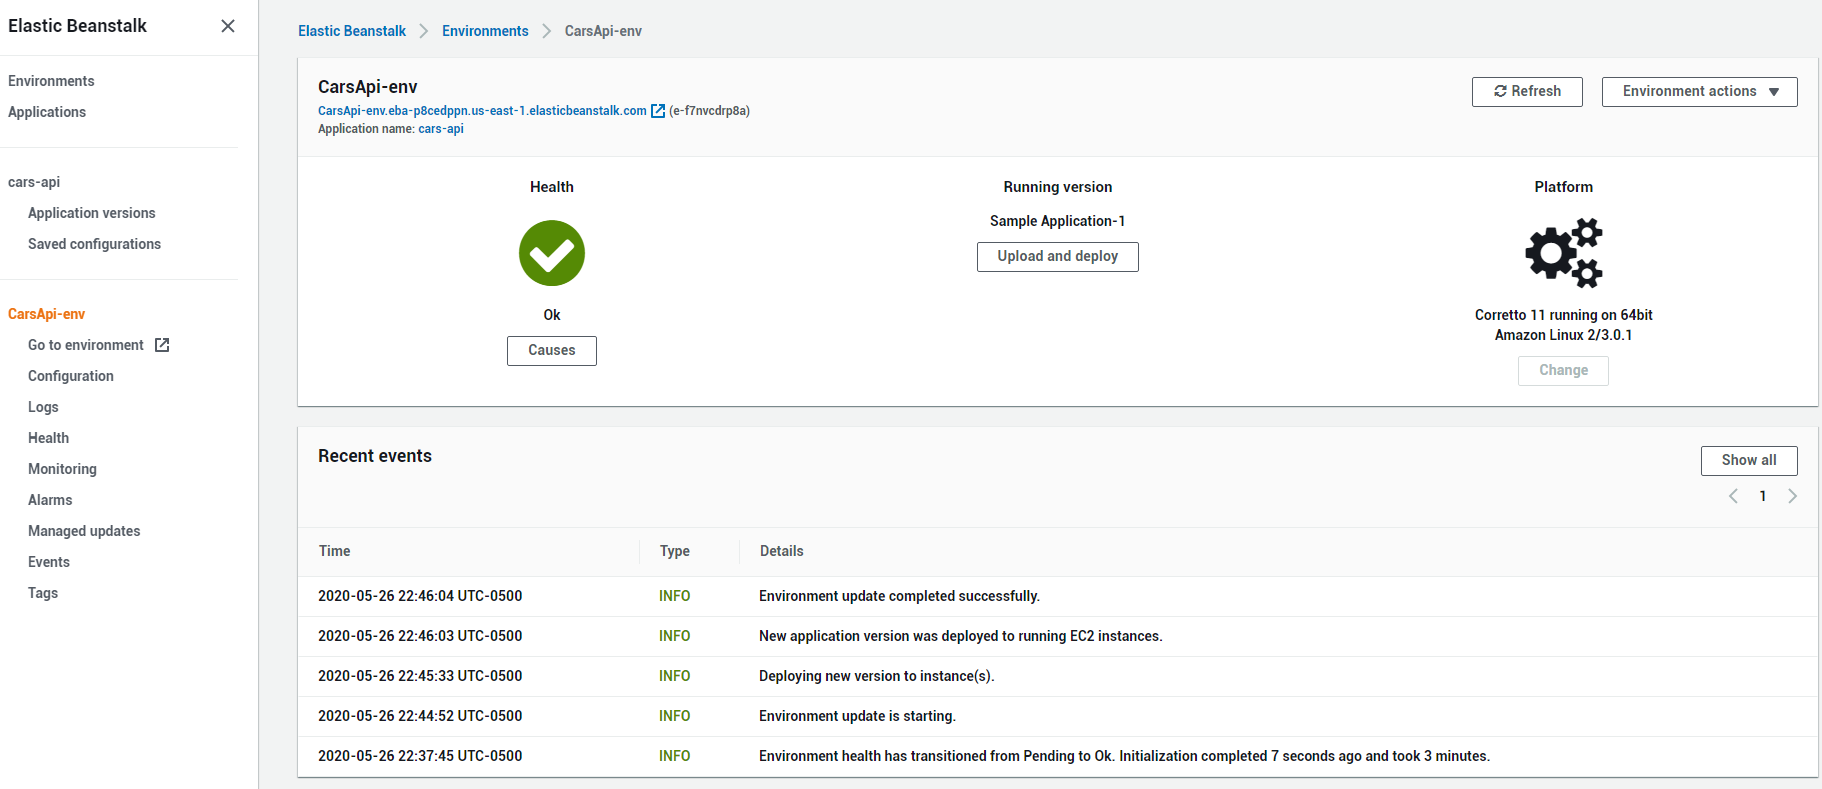 Elastic Beanstalk
Environments
Applications
cars-api
Application versions
Saved configurations
CarsApi-env
Go to environment
Configuration
Logs
Health
Monitoring
Alarms
Managed updates
Events
Tags
Elastic Beanstalk Environments CarsApi-env
CarsApi-env
CarsApi-env.eba-p8cedppn.us-east-1.elasticbeanstalk.com (e-f7nvcdrp8a)
Application name: cars-api
Refresh
Environment actions
Health
Ok
Causes
Running version
Sample Application-1
Upload and deploy
Platform
Corretto 11 running on 64bit
Amazon Linux 2/3.0.1
Change
Recent events
Show all
1
Time Type Details
2020-05-26 22:46:04 UTC-0500 INFO Environment update completed successfully.
2020-05-26 22:46:03 UTC-0500 INFO New application version was deployed to running EC2 instances.
2020-05-26 22:45:33 UTC-0500 INFO Deploying new version to instance(s).
2020-05-26 22:44:52 UTC-0500 INFO Environment update is starting.
2020-05-26 22:37:45 UTC-0500 INFO Environment health has transitioned from Pending to Ok. Initialization completed 7 seconds ago and took 3 minutes.